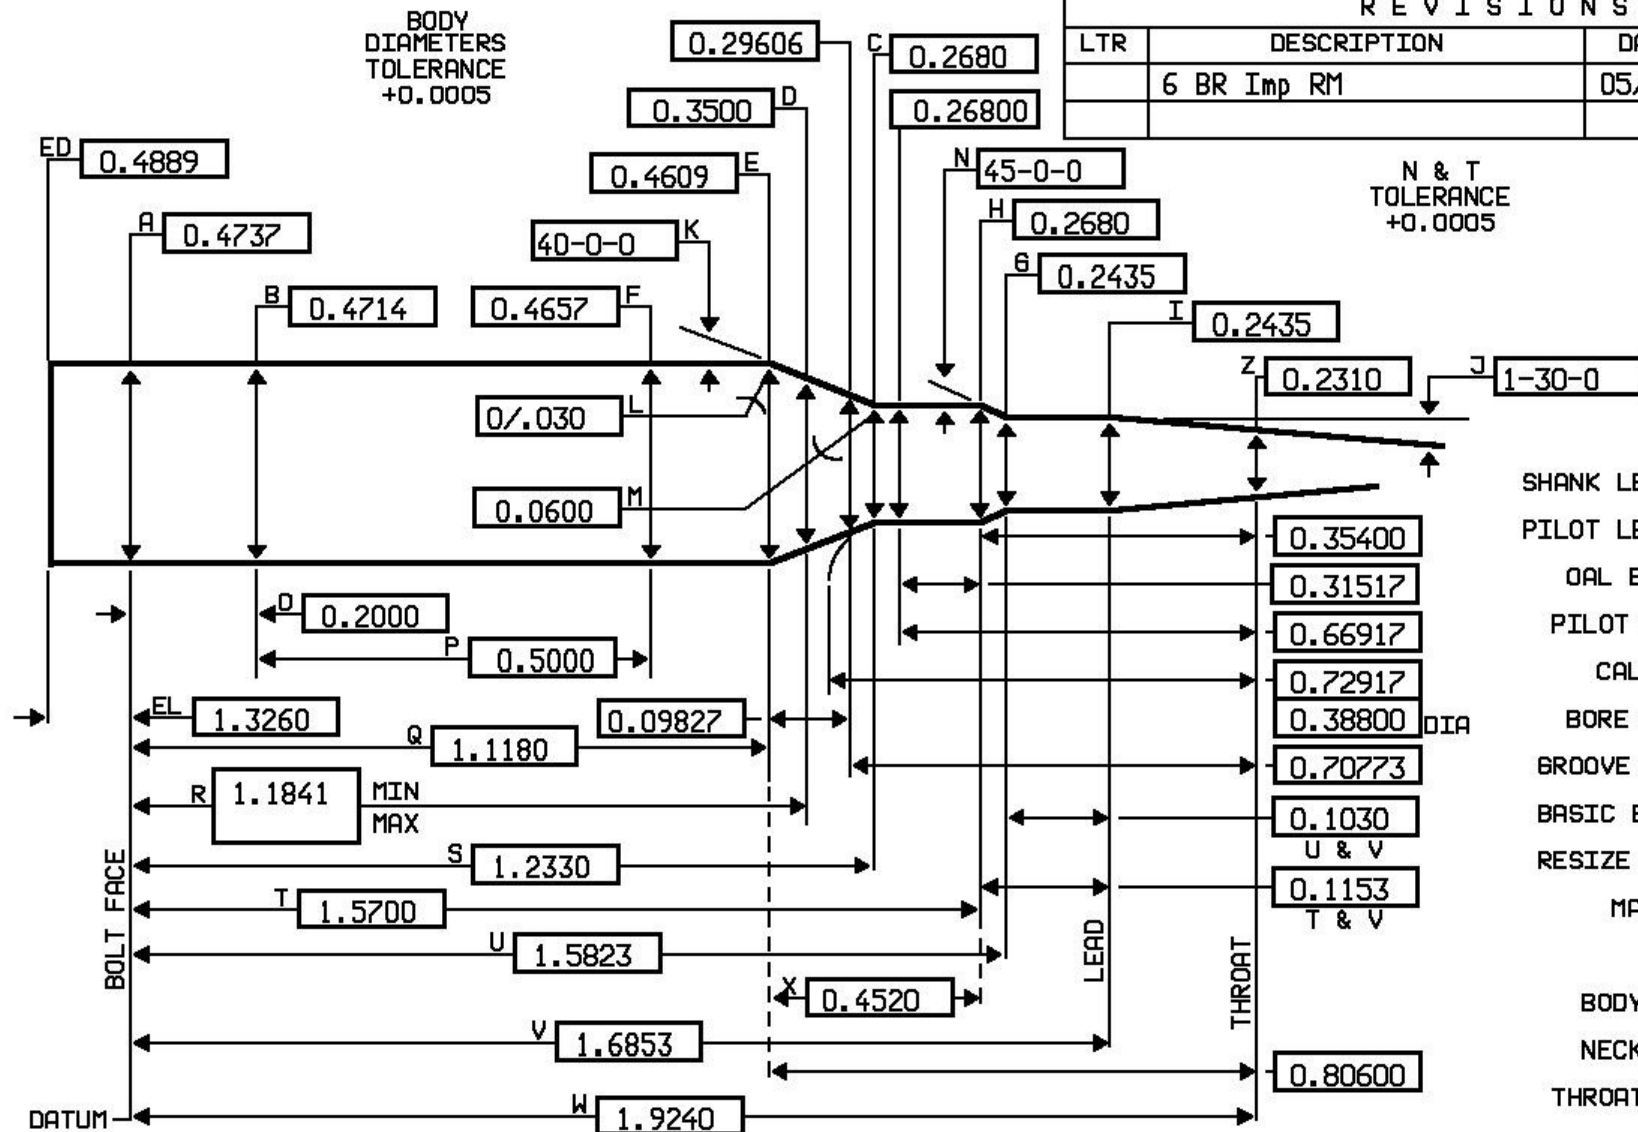 REVISIONS
LTR DESCRIPTION
6 BR Imp RM 05/
BODY
DIAMETERS
TOLERANCE
+0.0005
0.29606
C 0.2680
0.3500 D
0.26800
ED 0.4889
0.4609 E
N 45-0-0
N & T
TOLERANCE
+0.0005
A 0.4737
40-0-0 K
H 0.2680
B 0.4714
0.4657 F
G 0.2435
I 0.2435
Z 0.2310
J 1-30-0
0/.030 L
0.0600 M
SHANK
0.35400
PILOT
0.31517
OAL
O 0.2000
0.66917
PILOT
P 0.5000
0.72917
EL 1.3260
0.09827
0.38800 DIA
BORE
Q 1.1180
0.70773
GROOVE
R 1.1841 MIN
MAX
0.1030
U & V
BASIC
S 1.2330
RESIZE
0.1153
T & V
T 1.5700
U 1.5823
X 0.4520
BODY
V 1.6853
NECK
0.80600
THROAT
W 1.9240
DATUM
BOLT FACE
LEAD
THROAT